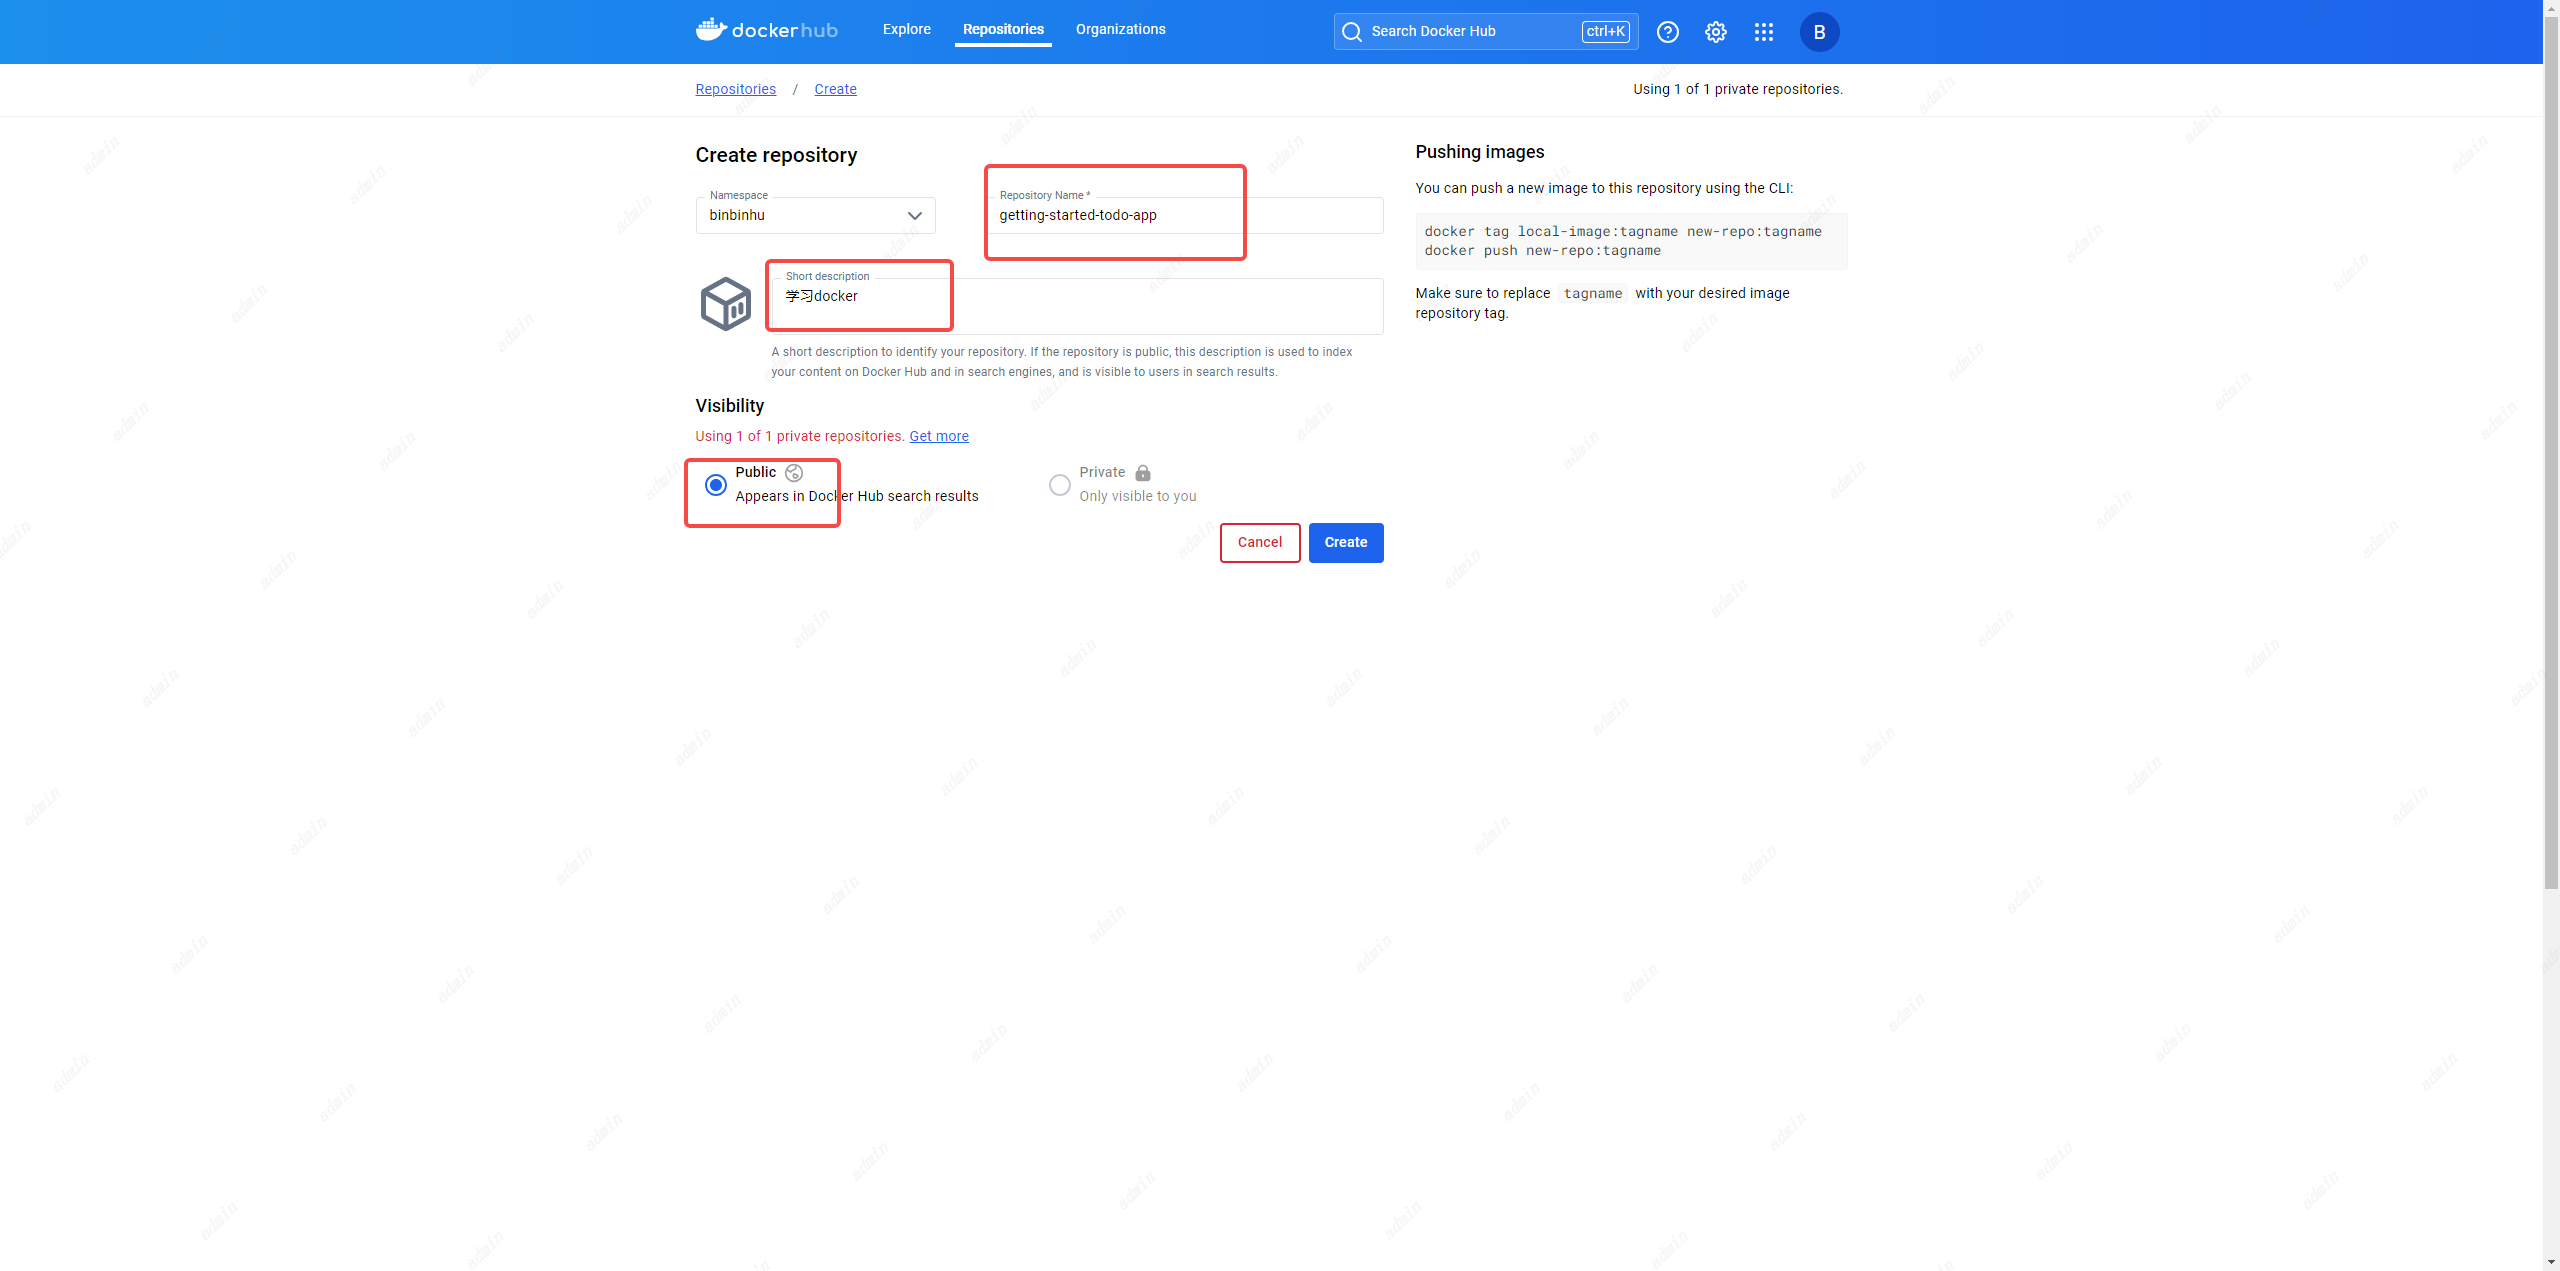 dockerhub
Explore
Repositories
Organizations
Search Docker Hub
ctrl+K
B
Repositories / Create
Using 1 of 1 private repositories.
Create repository
Namespace
binbinhu
Repository Name *
getting-started-todo-app
Short description
学习docker
A short description to identify your repository. If the repository is public, this description is used to index
your content on Docker Hub and in search engines, and is visible to users in search results.
Visibility
Using 1 of 1 private repositories. Get more
Public
Appears in Docker Hub search results
Private
Only visible to you
Cancel
Create
Pushing images
You can push a new image to this repository using the CLI:
docker tag local-image:tagname new-repo:tagname
docker push new-repo:tagname
Make sure to replace tagname with your desired image
repository tag.
admin